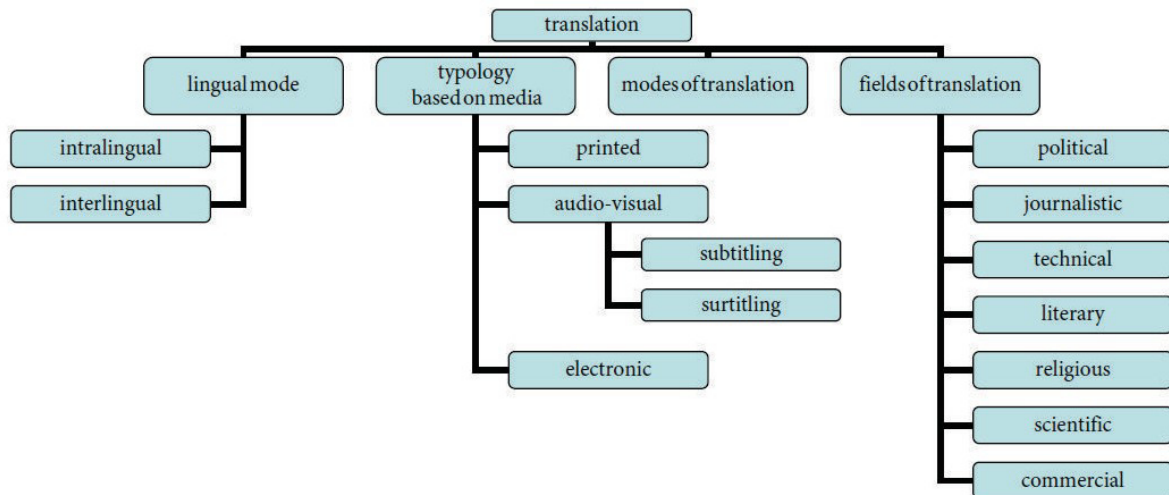 translation
lingual mode
typology
based on media
modes of translation
fields of translation
intralingual
interlingual
printed
audio-visual
subtitling
surtitling
electronic
political
journalistic
technical
literary
religious
scientific
commercial